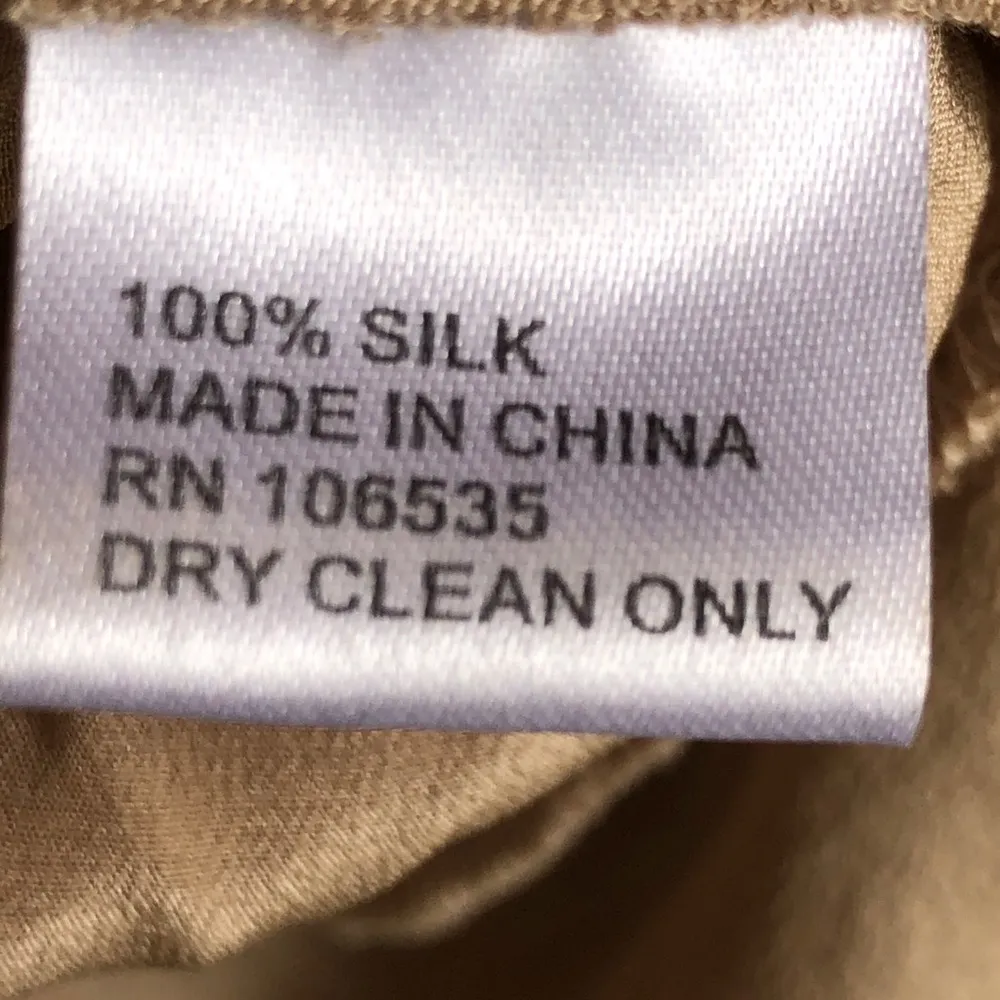 100% SILK
MADE IN CHINA
RN 106535
DRY CLEAN ONLY